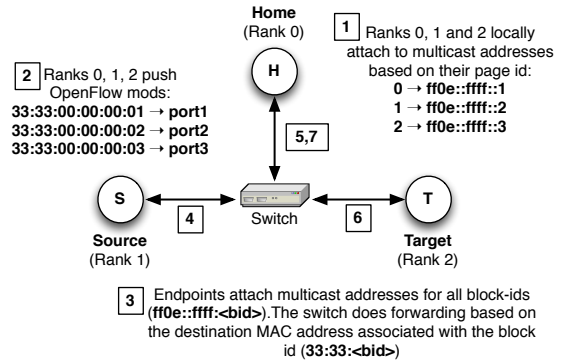 Home
(Rank 0)
H
1
Ranks 0, 1 and 2 locally
attach to multicast addresses
based on their page id:
0 → ff0e::ffff::1
1 → ff0e::ffff::2
2 → ff0e::ffff::3
2
Ranks 0, 1, 2 push
OpenFlow mods:
33:33:00:00:00:01 → port1
33:33:00:00:00:02 → port2
33:33:00:00:00:03 → port3
5,7
S
4
Switch
6
T
Source
(Rank 1)
Target
(Rank 2)
3
Endpoints attach multicast addresses for all block-ids
(ff0e::ffff:<bid>).The switch does forwarding based on
the destination MAC address associated with the block
id (33:33:<bid>)